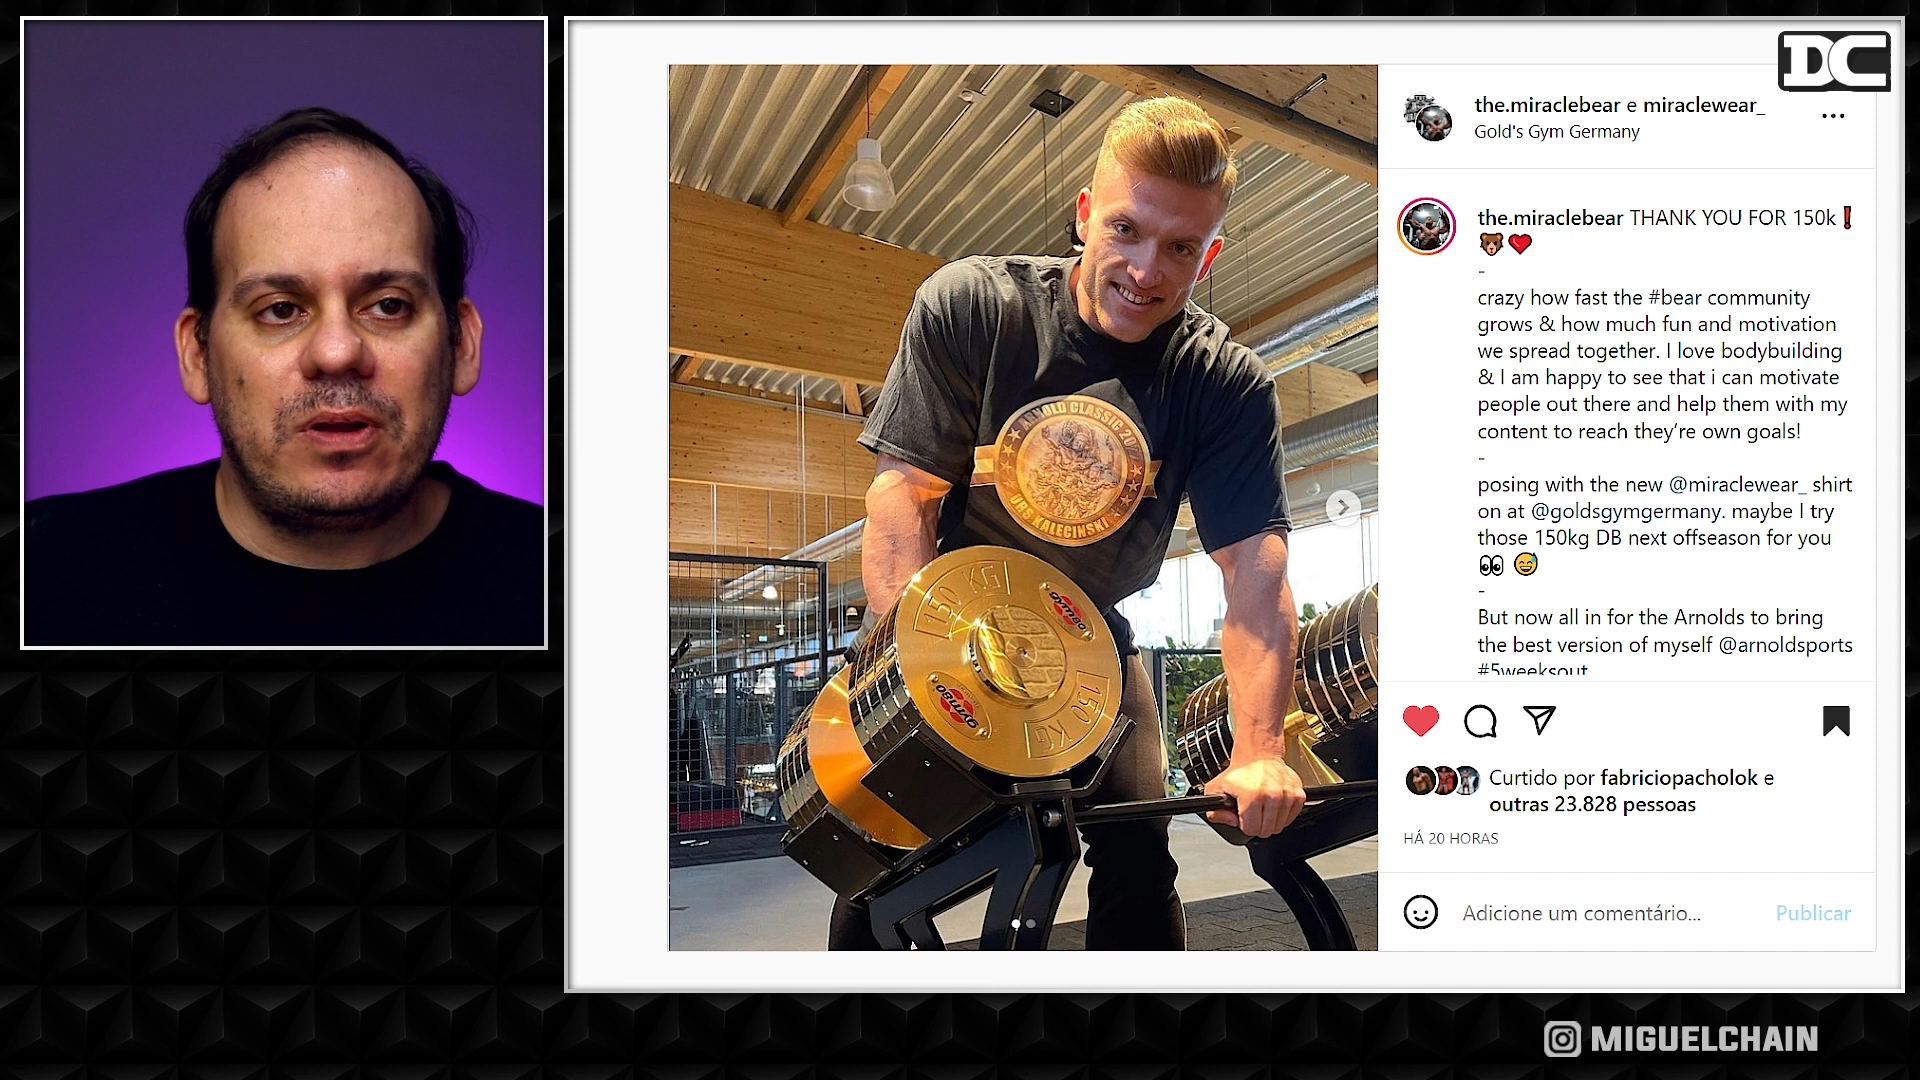 DC
the.miraclebear e miraclewear_
Gold's Gym Germany
the.miraclebear THANK YOU FOR 150k❗
🐻❤️
-
crazy how fast the #bear community
grows & how much fun and motivation
we spread together. I love bodybuilding
& I am happy to see that i can motivate
people out there and help them with my
content to reach they’re own goals!
-
posing with the new @miraclewear_ shirt
on at @goldsgymgermany. maybe I try
those 150kg DB next offseason for you
👀 😅
-
But now all in for the Arnolds to bring
the best version of myself @arnoldsports
#5weeksout
ARNOLD CLASSIC
URS KALECINSKI
150 KG
gym80
gym80
150 KG
Curtido por fabriciopacholok e
outras 23.828 pessoas
HÁ 20 HORAS
Adicione um comentário...
Publicar
MIGUELCHAIN